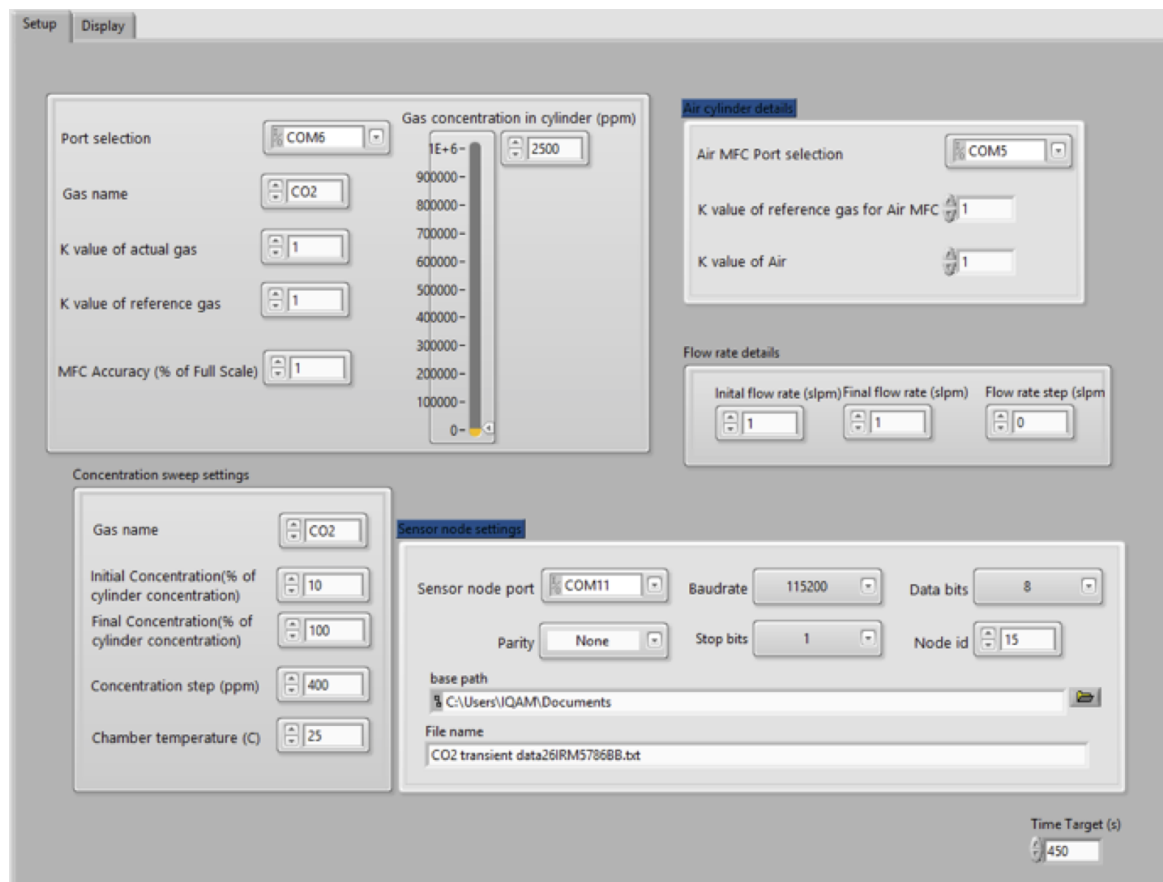 Setup
Display
Port selection
COM6
Gas name
CO2
K value of actual gas
1
K value of reference gas
1
MFC Accuracy (% of Full Scale)
1
Gas concentration in cylinder (ppm)
2500
1E+6
900000
800000
700000
600000
500000
400000
300000
200000
100000
0
Air cylinder details
Air MFC Port selection
COM5
K value of reference gas for Air MFC
1
K value of Air
1
Flow rate details
Inital flow rate (slpm)
Final flow rate (slpm)
Flow rate step (slpm
1
1
0
Concentration sweep settings
Gas name
CO2
Initial Concentration(% of
cylinder concentration)
10
Final Concentration(% of
cylinder concentration)
100
Concentration step (ppm)
400
Chamber temperature (C)
25
Sensor node settings
Sensor node port
COM11
Baudrate
115200
Data bits
8
Parity
None
Stop bits
1
Node id
15
base path
C:\Users\IQAM\Documents
File name
CO2 transient data26IRM5786BB.txt
Time Target (s)
450